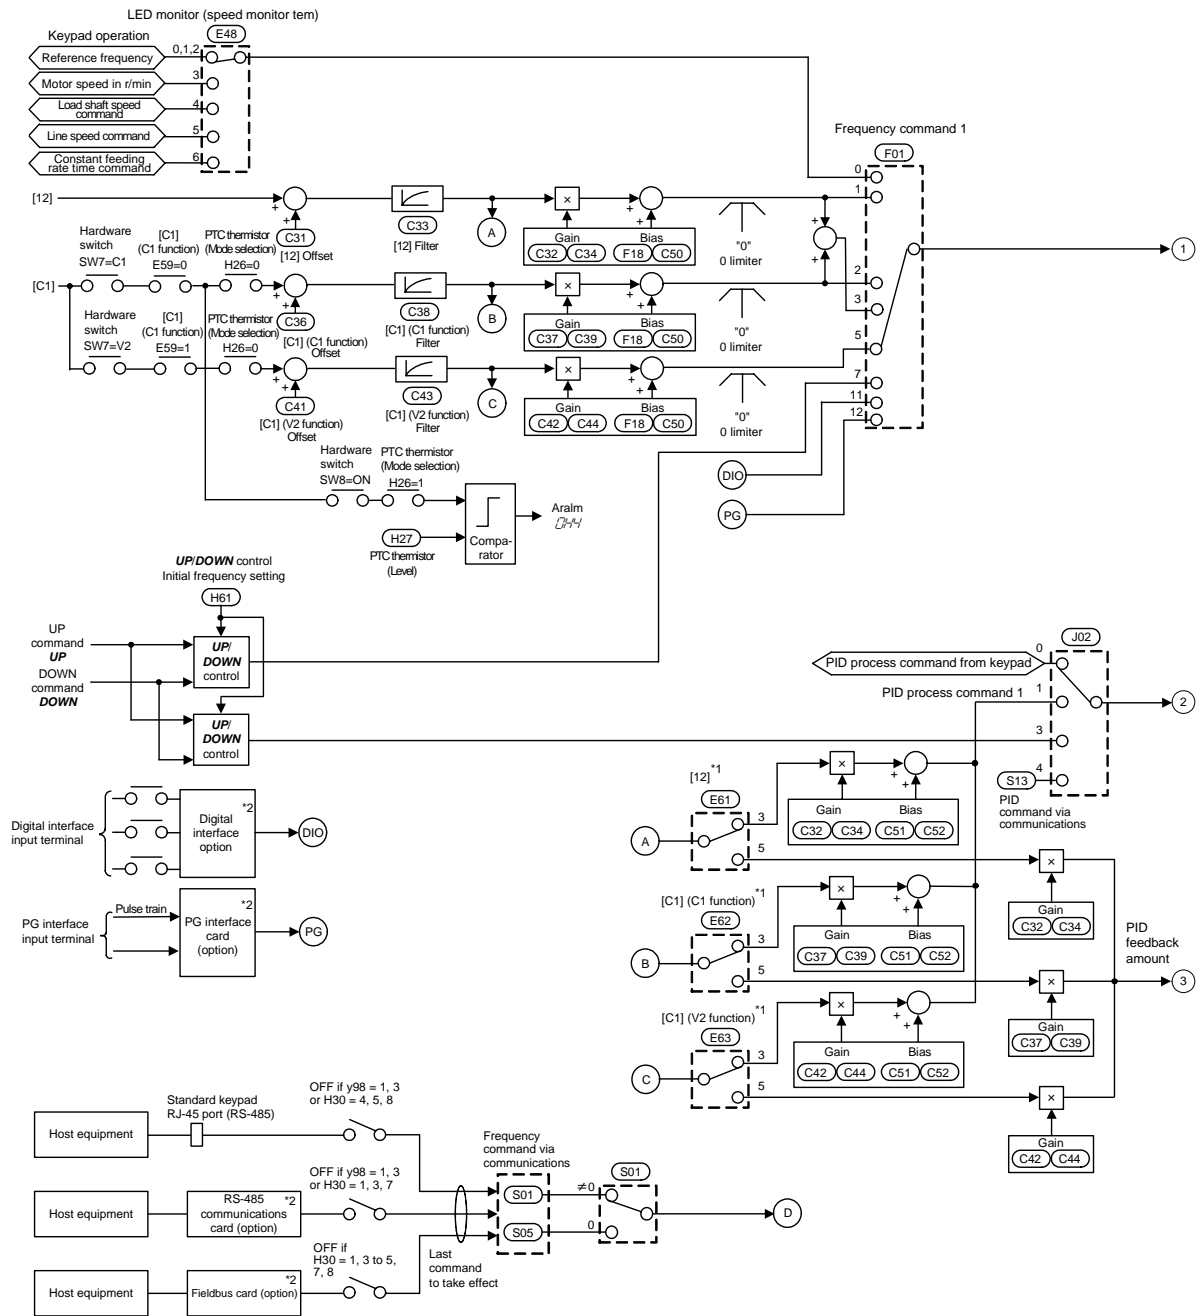 LED monitor (speed monitor tem)
E48
Keypad operation
Reference frequency
0,1,2
Motor speed in r/min
3
Load shaft speed
command
4
Line speed command
5
Constant feeding
rate time command
6
Frequency command 1
F01
0
1
2
3
5
7
11
12
1
[12]
+
+
C31
[12] Offset
C33
[12] Filter
A
×
Gain
C32 C34
+
+
Bias
F18 C50
"0"
0 limiter
+
+
Hardware
switch
SW7=C1
[C1]
(C1 function)
E59=0
PTC thermistor
(Mode selection)
H26=0
[C1]
+
+
C36
[C1] (C1 function)
Offset
C38
[C1] (C1 function)
Filter
B
×
Gain
C37 C39
+
+
Bias
F18 C50
"0"
0 limiter
Hardware
switch
SW7=V2
[C1]
(C1 function)
E59=1
PTC thermistor
(Mode selection)
H26=0
+
+
C41
[C1] (V2 function)
Offset
C43
[C1] (V2 function)
Filter
C
×
Gain
C42 C44
+
+
Bias
F18 C50
"0"
0 limiter
DIO
PG
Hardware
switch
SW8=ON
PTC thermistor
(Mode selection)
H26=1
H27
PTC thermistor
(Level)
Compa-
rator
Aralm
0H4
UP/DOWN control
Initial frequency setting
H61
UP
command
UP
DOWN
command
DOWN
UP/
DOWN
control
UP/
DOWN
control
J02
PID process command from keypad
0
PID process command 1
1
3
4
2
S13
PID
command via
communications
Digital interface
input terminal
*2
Digital
interface
option
DIO
PG interface
input terminal
Pulse train
*2
PG interface
card
(option)
PG
[12]*1
E61
A
3
5
×
+
+
Gain
C32 C34
Bias
C51 C52
×
Gain
C32 C34
[C1] (C1 function)*1
E62
B
3
5
×
+
+
Gain
C37 C39
Bias
C51 C52
×
Gain
C37 C39
PID
feedback
amount
3
[C1] (V2 function)*1
E63
C
3
5
×
+
+
Gain
C42 C44
Bias
C51 C52
×
Gain
C42 C44
Host equipment
Standard keypad
RJ-45 port (RS-485)
OFF if y98 = 1, 3
or H30 = 4, 5, 8
Host equipment
RS-485
communications
card (option)
*2
OFF if y98 = 1, 3
or H30 = 1, 3, 7
Host equipment
*2
Fieldbus card (option)
OFF if
H30 = 1, 3 to 5,
7, 8
Last
command
to take effect
Frequency
command via
communications
S01
S05
≠0
0
S01
D